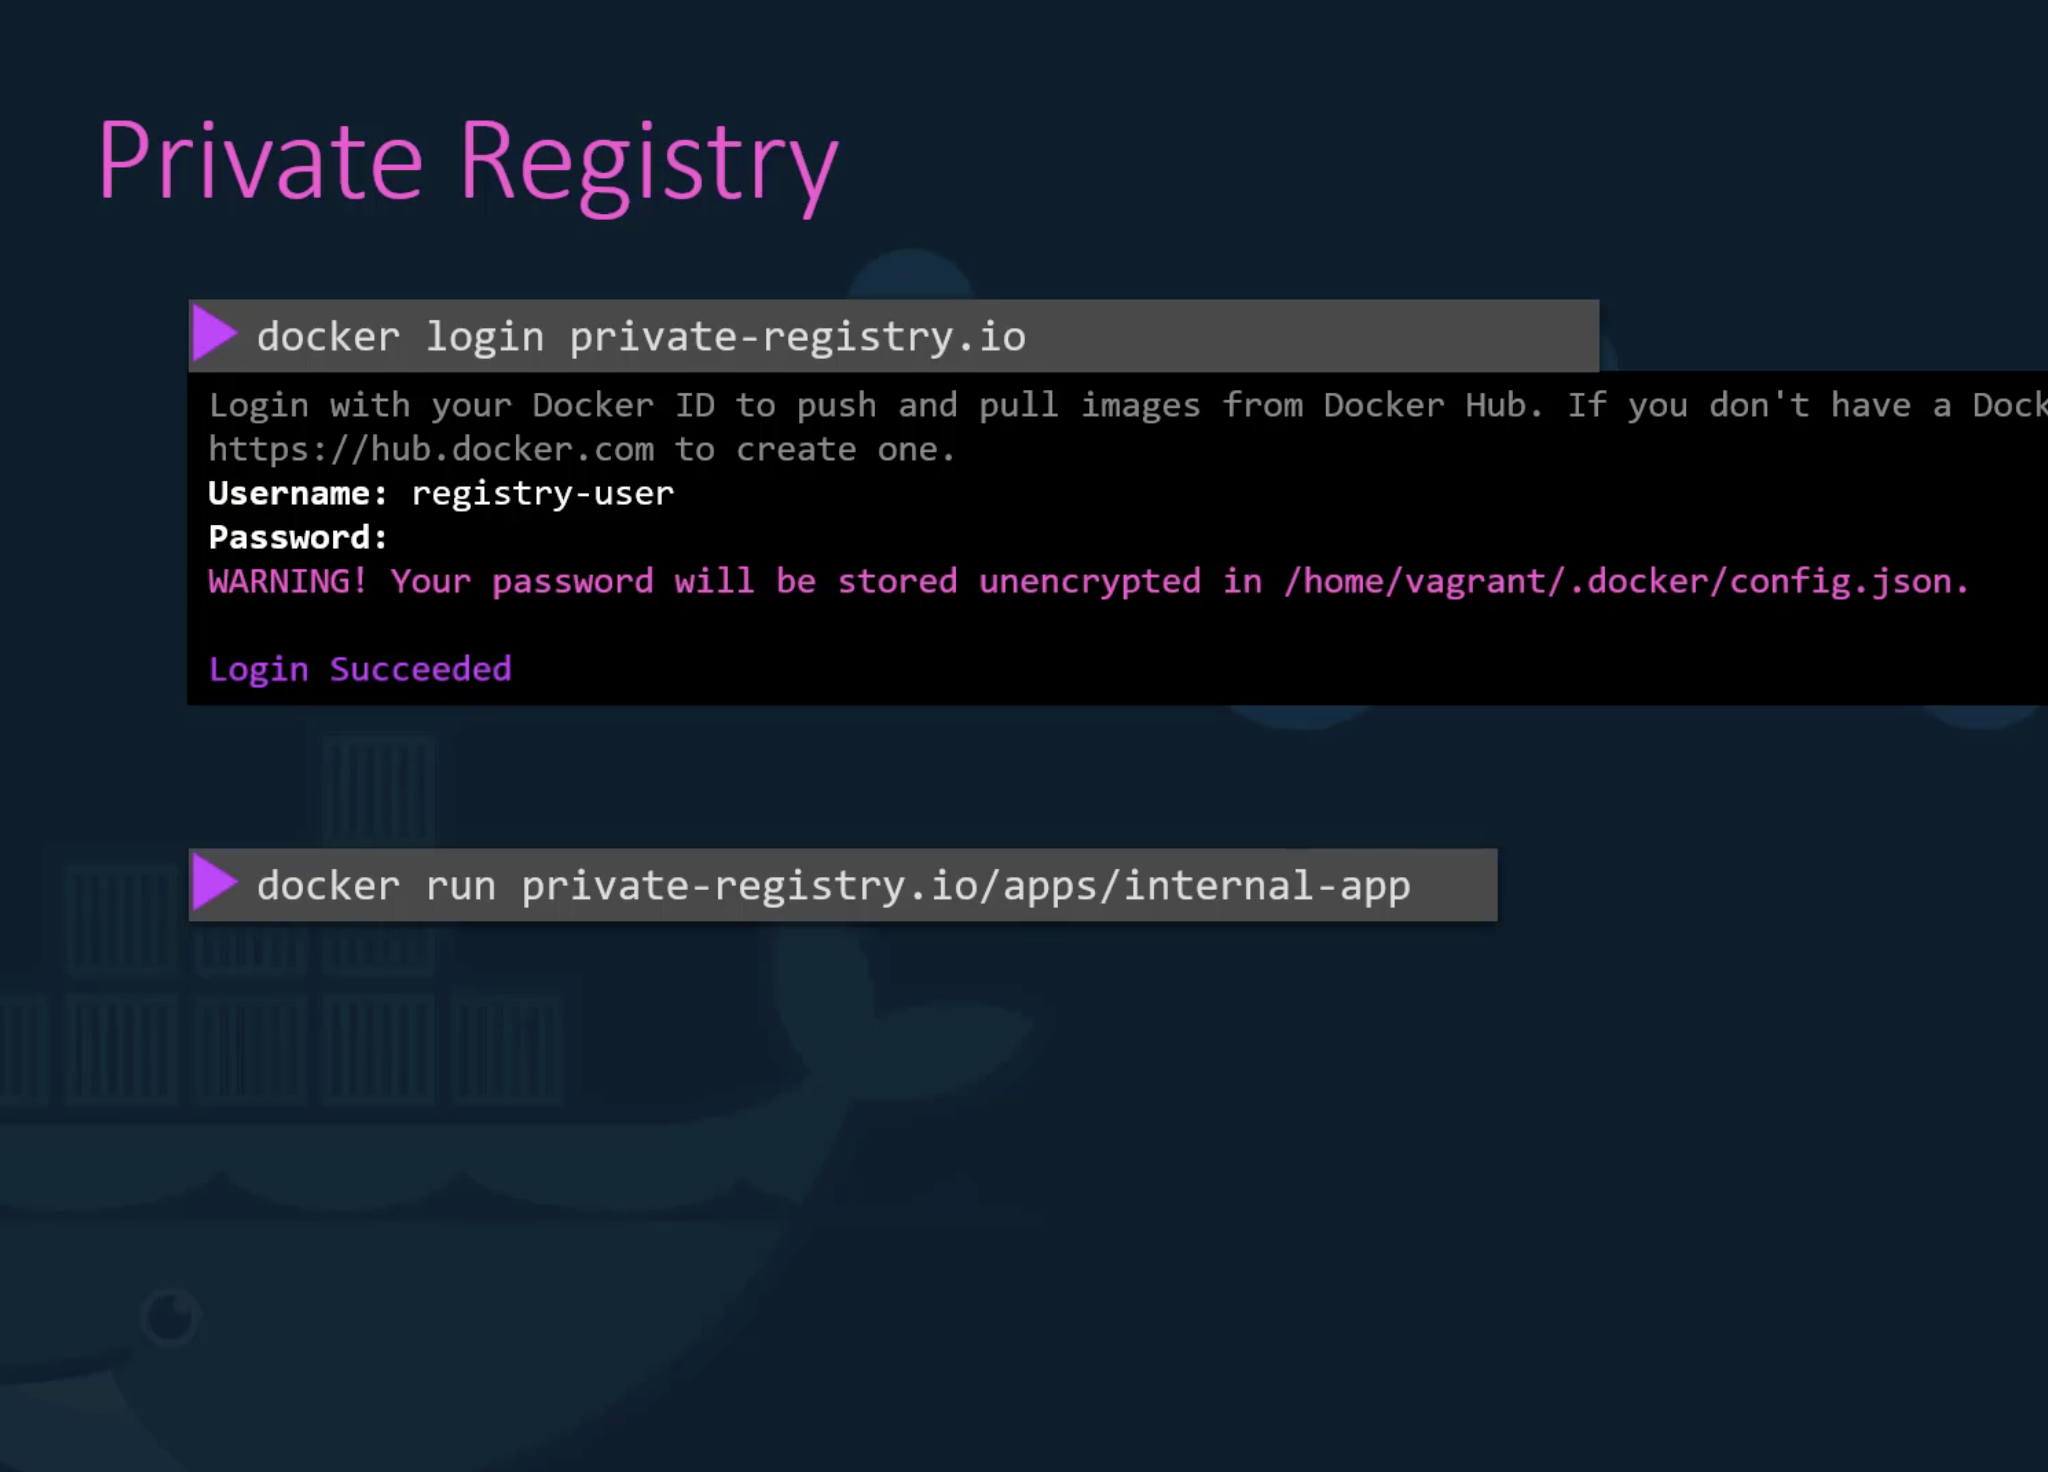 Private Registry
docker login private-registry.io
Login with your Docker ID to push and pull images from Docker Hub. If you don't have a Dock
https://hub.docker.com to create one.
Username: registry-user
Password:
WARNING! Your password will be stored unencrypted in /home/vagrant/.docker/config.json.
Login Succeeded
docker run private-registry.io/apps/internal-app